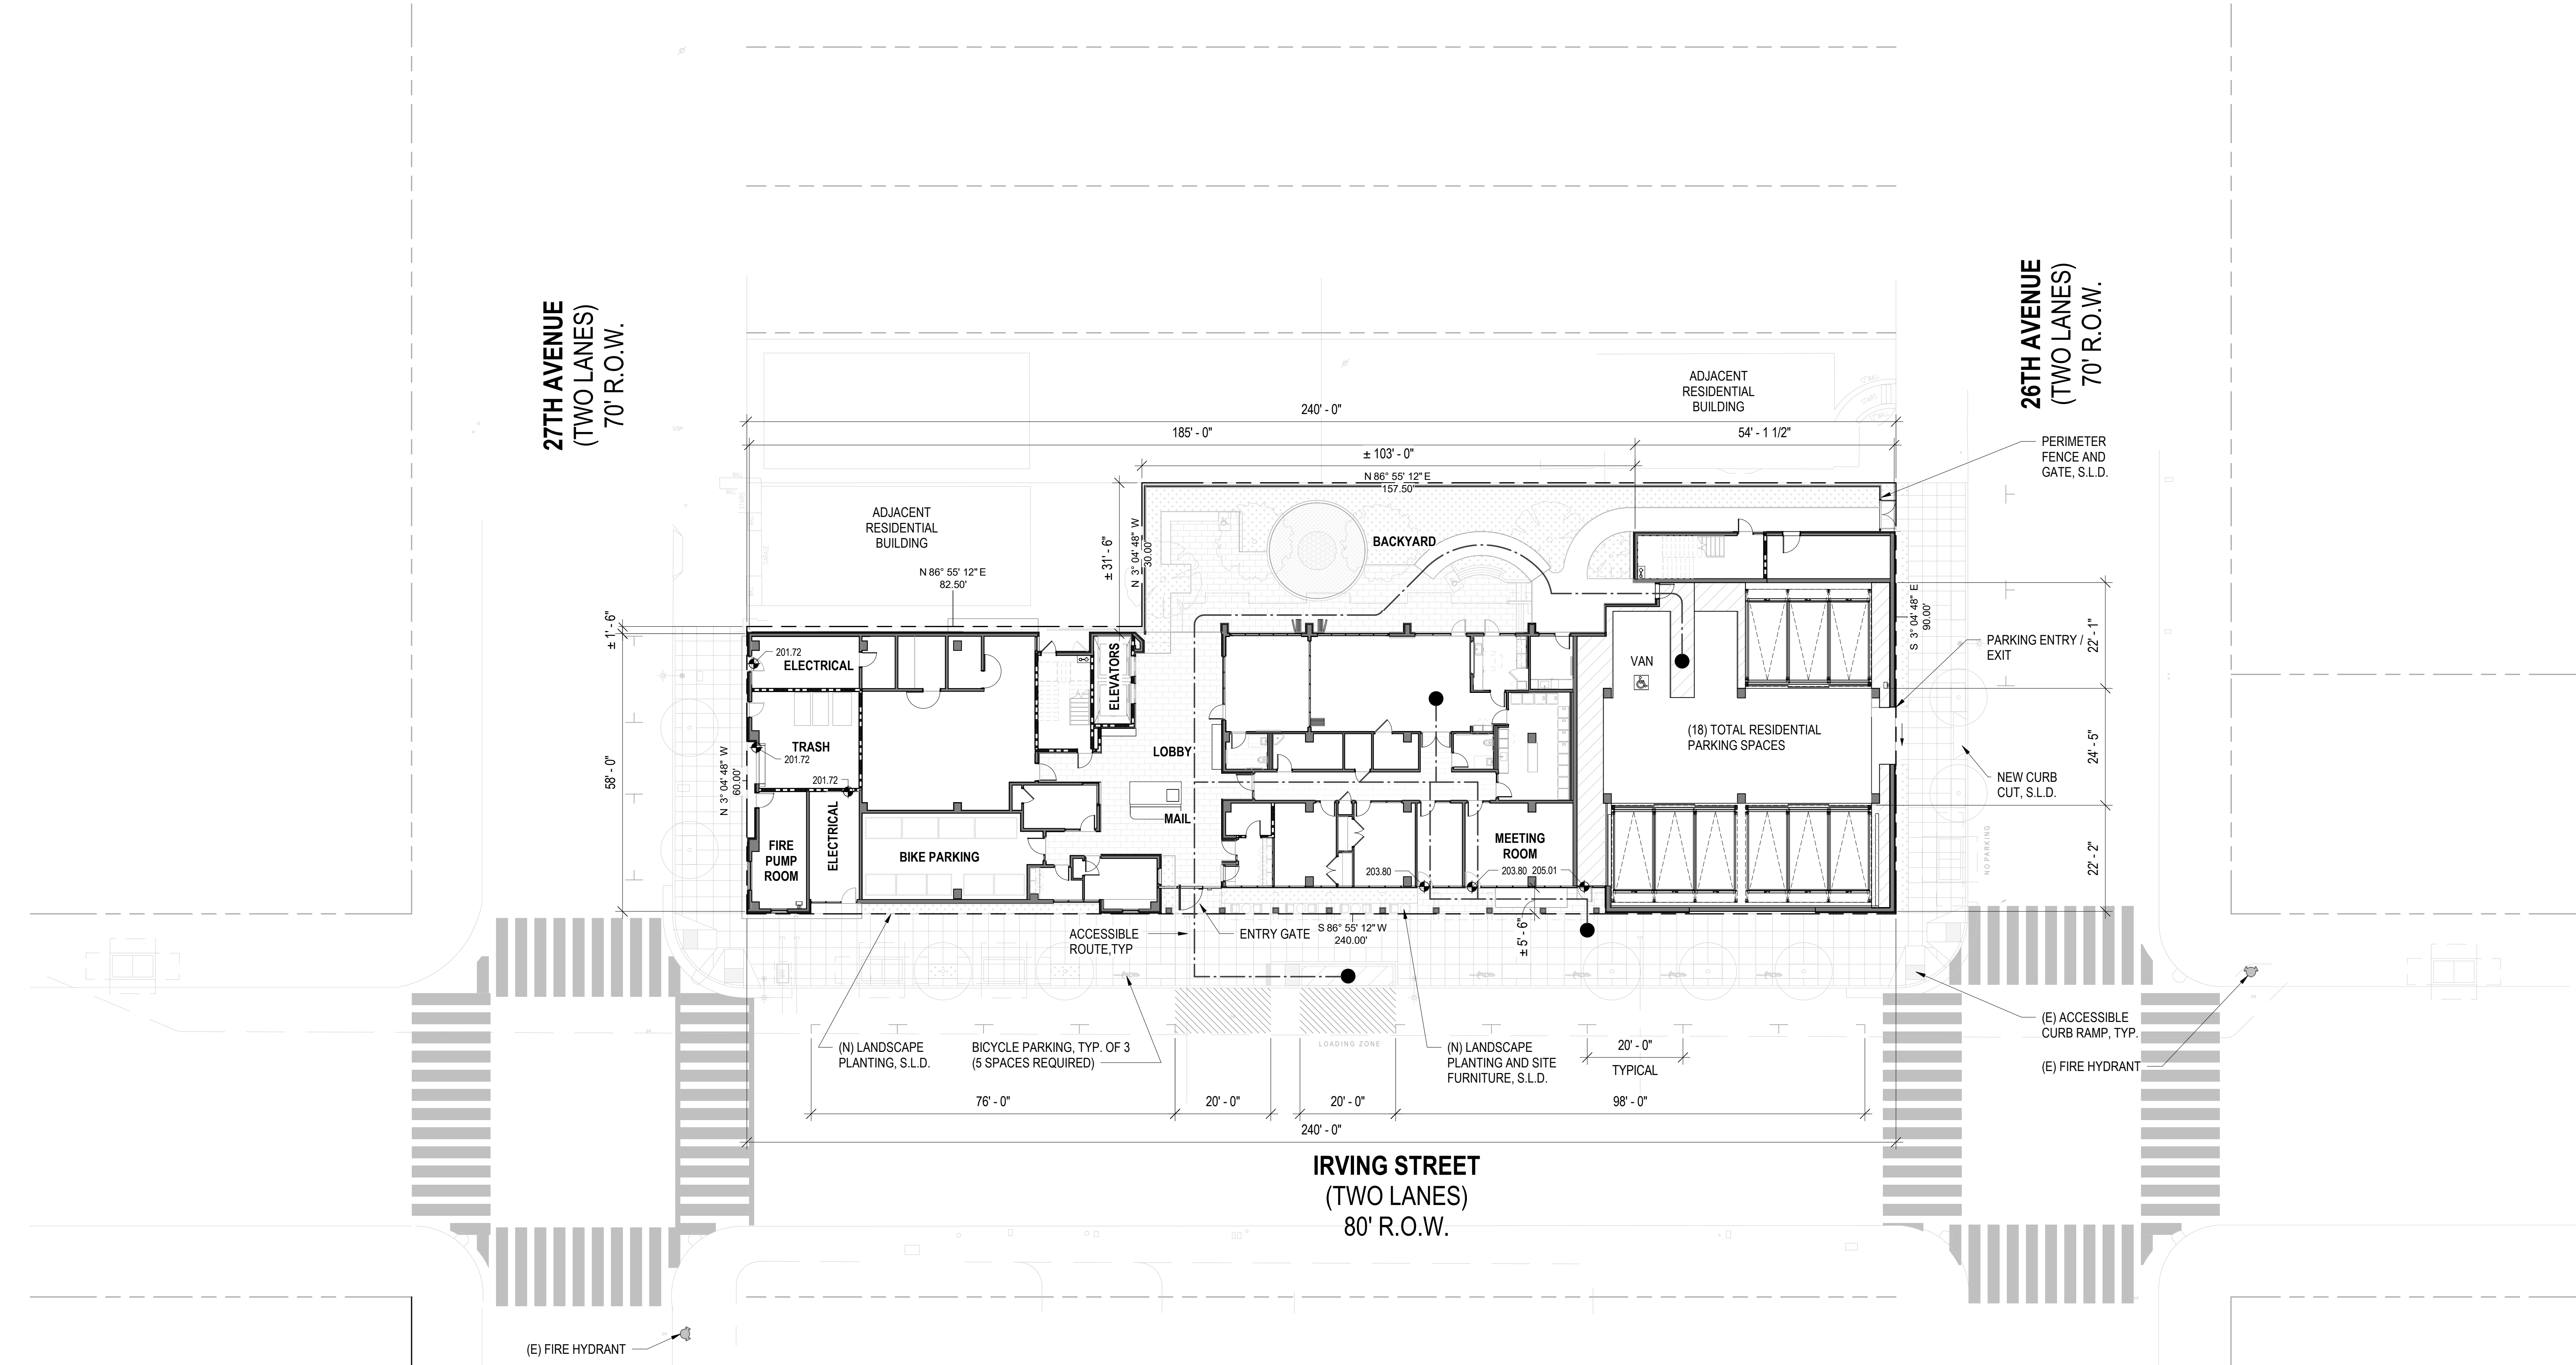 27TH AVENUE
(TWO LANES)
70' R.O.W.
26TH AVENUE
(TWO LANES)
70' R.O.W.
ADJACENT
RESIDENTIAL
BUILDING
240' - 0"
185' - 0"
54' - 1 1/2"
± 103' - 0"
N 86° 55' 12" E
157.50'
PERIMETER
FENCE AND
GATE, S.L.D.
ADJACENT
RESIDENTIAL
BUILDING
± 31' - 6"
N 3° 04' 48" W
30.00'
BACKYARD
N 86° 55' 12" E
82.50'
± 1' - 6"
S 3° 04' 48" E
90.00'
22' - 1"
PARKING ENTRY /
EXIT
201.72
ELECTRICAL
ELEVATORS
VAN
58' - 0"
N 3° 04' 48" W
60.00'
TRASH
201.72
201.72
LOBBY
(18) TOTAL RESIDENTIAL
PARKING SPACES
24' - 5"
NEW CURB
CUT, S.L.D.
MAIL
FIRE
PUMP
ROOM
ELECTRICAL
BIKE PARKING
MEETING
ROOM
203.80
203.80
205.01
22' - 2"
NO PARKING
ACCESSIBLE
ROUTE,TYP
ENTRY GATE
S 86° 55' 12" W
240.00'
± 5' - 6"
(E) ACCESSIBLE
CURB RAMP, TYP.
(E) FIRE HYDRANT
LOADING ZONE
(N) LANDSCAPE
PLANTING, S.L.D.
BICYCLE PARKING, TYP. OF 3
(5 SPACES REQUIRED)
(N) LANDSCAPE
PLANTING AND SITE
FURNITURE, S.L.D.
20' - 0"
TYPICAL
76' - 0"
20' - 0"
20' - 0"
98' - 0"
240' - 0"
IRVING STREET
(TWO LANES)
80' R.O.W.
(E) FIRE HYDRANT